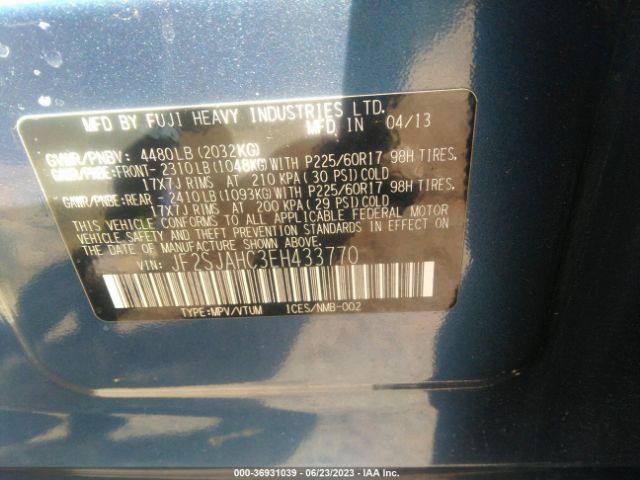 MFD BY FUJI HEAVY INDUSTRIES LTD.
MFD. IN 04/13
GVWR/PNBV: 4480LB (2032KG)
GAWR/PNBE: FRONT- 2310LB (1048KG) WITH P225/60R17 98H TIRES,
17X7J RIMS AT 210 KPA (30 PSI) COLD
GAWR/PNBE: REAR - 2410LB (1093KG) WITH P225/60R17 98H TIRES,
17X7J RIMS AT 200 KPA (29 PSI) COLD
THIS VEHICLE CONFORMS TO ALL APPLICABLE FEDERAL MOTOR
VEHICLE SAFETY AND THEFT PREVENTION STANDARDS IN EFFECT ON
THE DATE OF MANUFACTURE SHOWN ABOVE.
VIN: JF2SJAHC3EH433770
TYPE:MPV/VTUM ICES/NMB-002
000-36931039 - 06/23/2023 - IAA Inc.